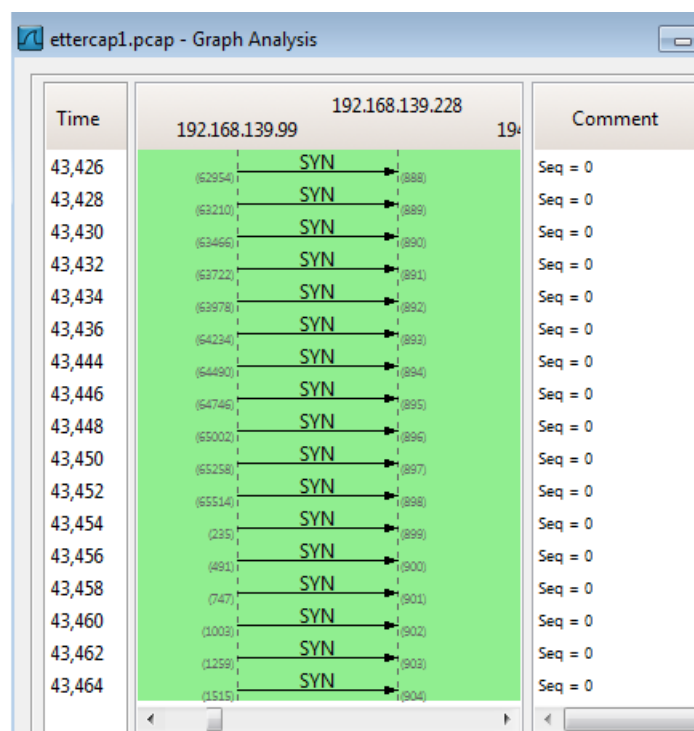 ettercap1.pcap - Graph Analysis
Time 192.168.139.99 192.168.139.228 194 Comment
43,426 (62954) SYN (888) Seq = 0
43,428 (63210) SYN (889) Seq = 0
43,430 (63466) SYN (890) Seq = 0
43,432 (63722) SYN (891) Seq = 0
43,434 (63978) SYN (892) Seq = 0
43,436 (64234) SYN (893) Seq = 0
43,444 (64490) SYN (894) Seq = 0
43,446 (64746) SYN (895) Seq = 0
43,448 (65002) SYN (896) Seq = 0
43,450 (65258) SYN (897) Seq = 0
43,452 (65514) SYN (898) Seq = 0
43,454 (235) SYN (899) Seq = 0
43,456 (491) SYN (900) Seq = 0
43,458 (747) SYN (901) Seq = 0
43,460 (1003) SYN (902) Seq = 0
43,462 (1259) SYN (903) Seq = 0
43,464 (1515) SYN (904) Seq = 0